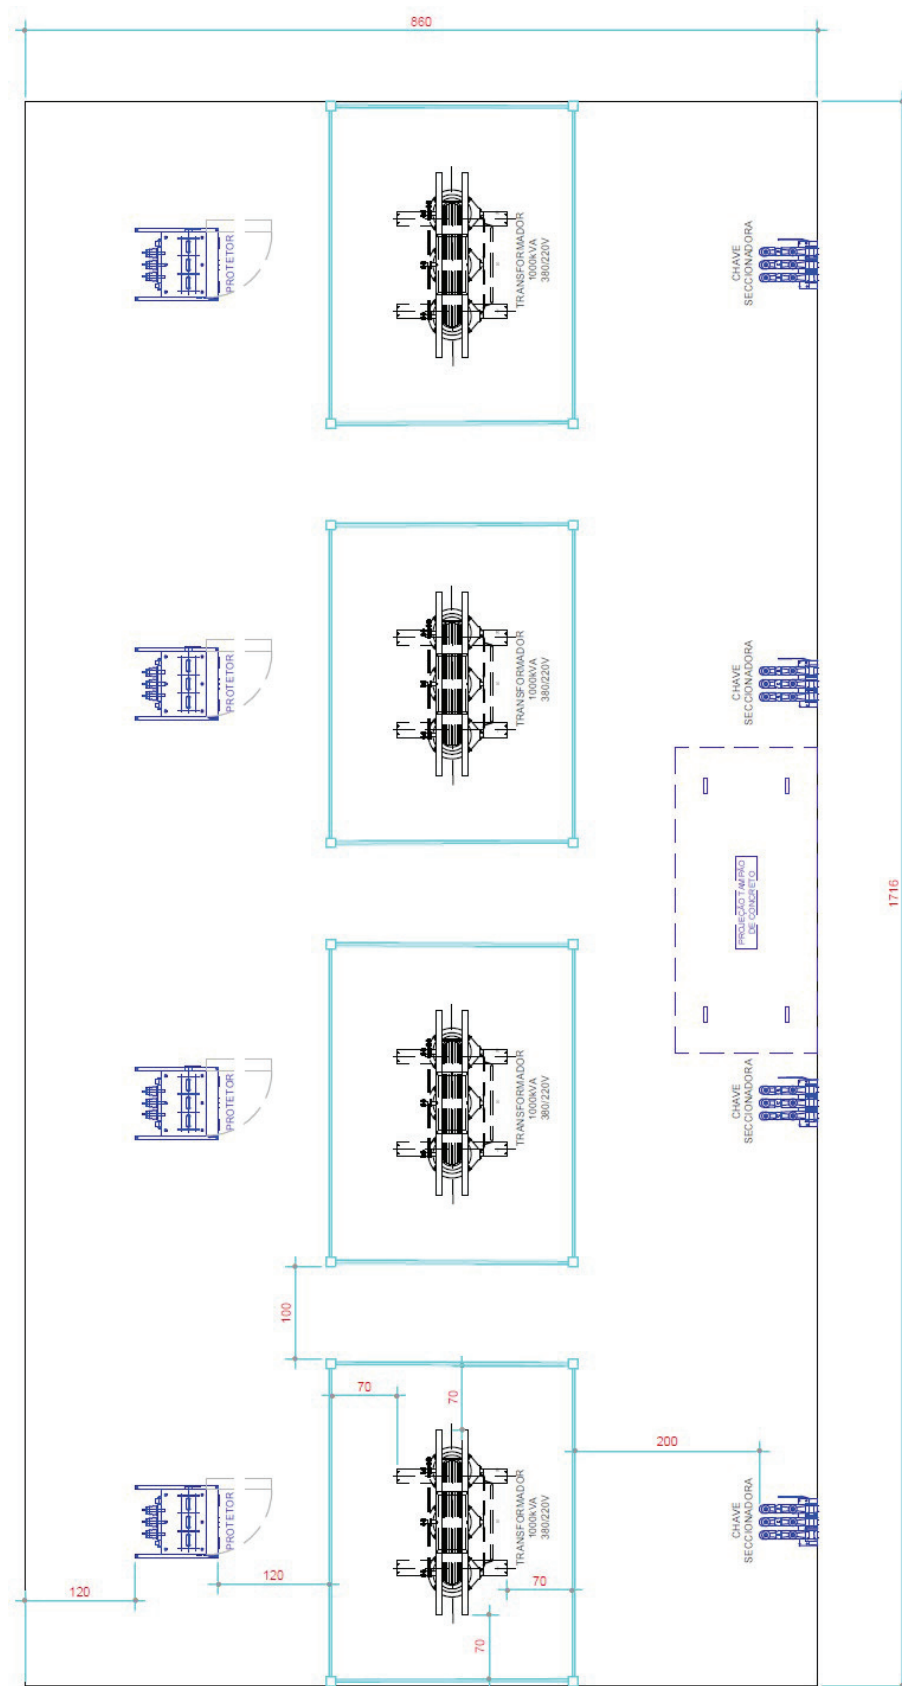 860
PROTETOR
TRANSFORMADOR
1000kVA
380/220V
CHAVE
SECCIONADORA
PROTETOR
TRANSFORMADOR
1000kVA
380/220V
CHAVE
SECCIONADORA
PROJEÇÃO TAMPÃO
DE CONCRETO
1716
PROTETOR
TRANSFORMADOR
1000kVA
380/220V
CHAVE
SECCIONADORA
100
70
70
200
PROTETOR
TRANSFORMADOR
1000kVA
380/220V
CHAVE
SECCIONADORA
120
120
70
70